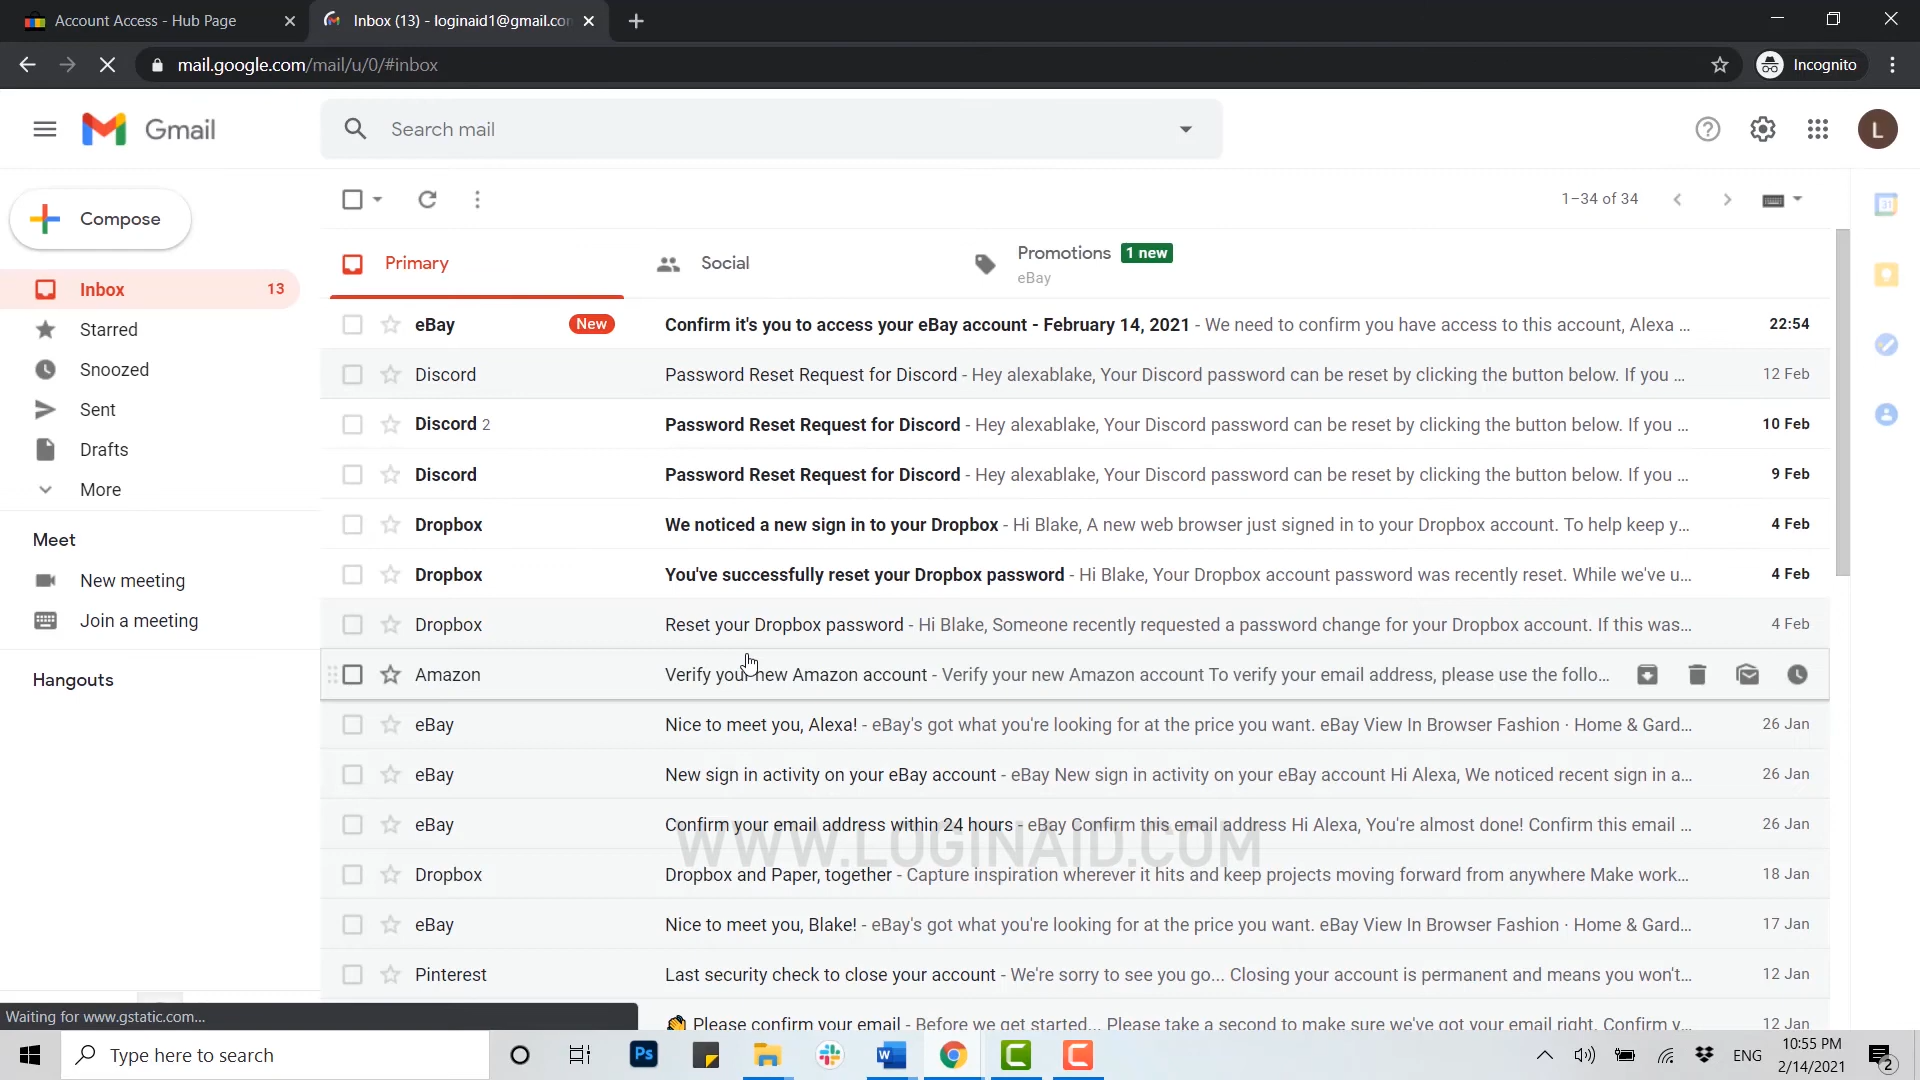 Account Access - Hub Page
Inbox (13) - loginaid1@gmail.con
mail.google.com/mail/u/0/#inbox
Incognito
Gmail
Search mail
L
Compose
1–34 of 34
31
Primary
Social
Promotions 1 new
eBay
Inbox 13
Starred
Snoozed
Sent
Drafts
More
Meet
New meeting
Join a meeting
Hangouts
eBay New Confirm it's you to access your eBay account - February 14, 2021 - We need to confirm you have access to this account, Alexa ... 22:54
Discord Password Reset Request for Discord - Hey alexablake, Your Discord password can be reset by clicking the button below. If you ... 12 Feb
Discord 2 Password Reset Request for Discord - Hey alexablake, Your Discord password can be reset by clicking the button below. If you ... 10 Feb
Discord Password Reset Request for Discord - Hey alexablake, Your Discord password can be reset by clicking the button below. If you ... 9 Feb
Dropbox We noticed a new sign in to your Dropbox - Hi Blake, A new web browser just signed in to your Dropbox account. To help keep y... 4 Feb
Dropbox You've successfully reset your Dropbox password - Hi Blake, Your Dropbox account password was recently reset. While we've u... 4 Feb
Dropbox Reset your Dropbox password - Hi Blake, Someone recently requested a password change for your Dropbox account. If this was... 4 Feb
Amazon Verify your new Amazon account - Verify your new Amazon account To verify your email address, please use the follo...
eBay Nice to meet you, Alexa! - eBay's got what you're looking for at the price you want. eBay View In Browser Fashion · Home & Gard... 26 Jan
eBay New sign in activity on your eBay account - eBay New sign in activity on your eBay account Hi Alexa, We noticed recent sign in a... 26 Jan
eBay Confirm your email address within 24 hours - eBay Confirm this email address Hi Alexa, You're almost done! Confirm this email ... 26 Jan
WWW.LOGINAID.COM
Dropbox Dropbox and Paper, together - Capture inspiration wherever it hits and keep projects moving forward from anywhere Make work... 18 Jan
eBay Nice to meet you, Blake! - eBay's got what you're looking for at the price you want. eBay View In Browser Fashion · Home & Gard... 17 Jan
Pinterest Last security check to close your account - We're sorry to see you go... Closing your account is permanent and means you won't... 12 Jan
Please confirm your email - Before we get started... Please take a second to make sure we've got your email right. Confirm y... 12 Jan
Waiting for www.gstatic.com...
Type here to search
Ps
W
C
C
ENG
10:55 PM
2/14/2021
2